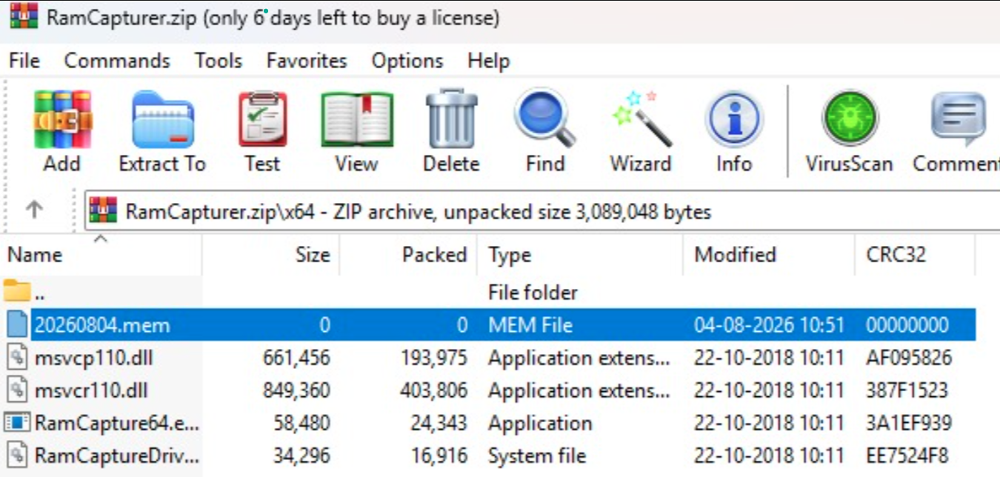 RamCapturer.zip (only 6 days left to buy a license)
File Commands Tools Favorites Options Help
Add Extract To Test View Delete Find Wizard Info VirusScan Comment
RamCapturer.zip\x64 - ZIP archive, unpacked size 3,089,048 bytes
Name Size Packed Type Modified CRC32
.. File folder
20260804.mem 0 0 MEM File 04-08-2026 10:51 00000000
msvcp110.dll 661,456 193,975 Application extens... 22-10-2018 10:11 AF095826
msvcr110.dll 849,360 403,806 Application extens... 22-10-2018 10:11 387F1523
RamCapture64.e... 58,480 24,343 Application 22-10-2018 10:11 3A1EF939
RamCaptureDriv... 34,296 16,916 System file 22-10-2018 10:11 EE7524F8